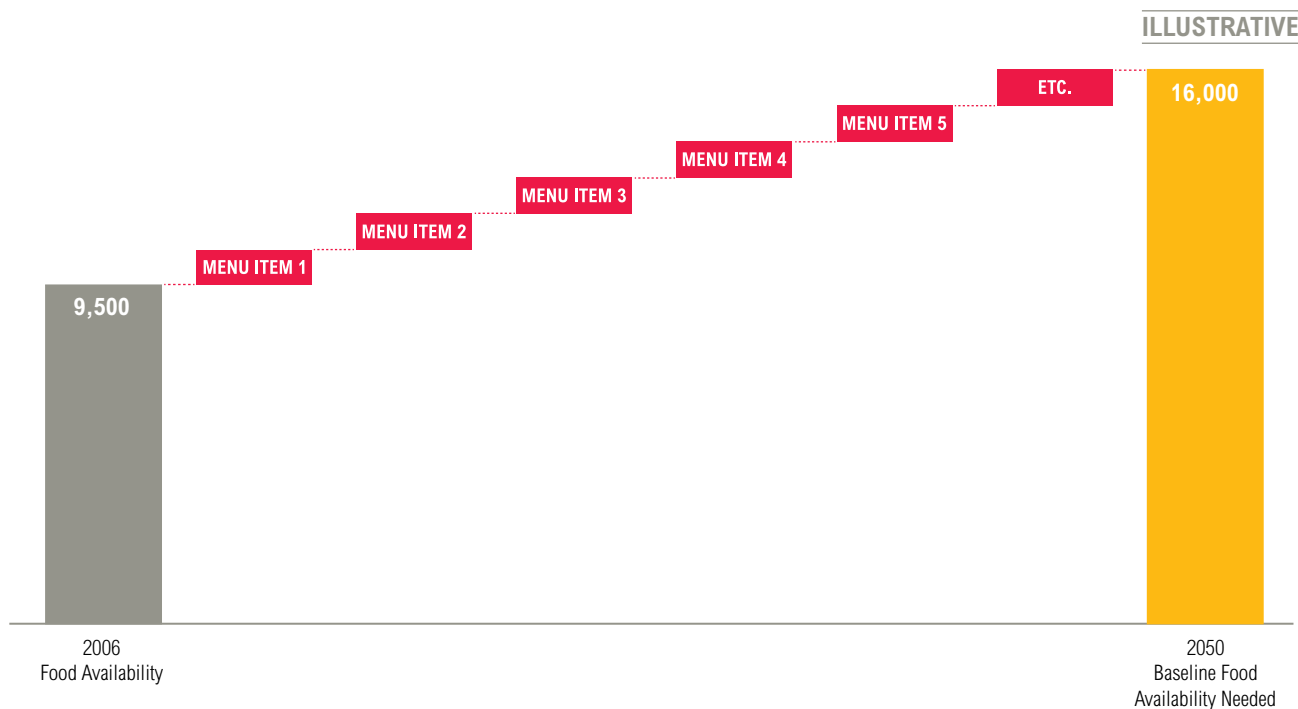 ILLUSTRATIVE
ETC.
16,000
MENU ITEM 5
MENU ITEM 4
MENU ITEM 3
MENU ITEM 2
MENU ITEM 1
9,500
2006
Food Availability
2050
Baseline Food
Availability Needed